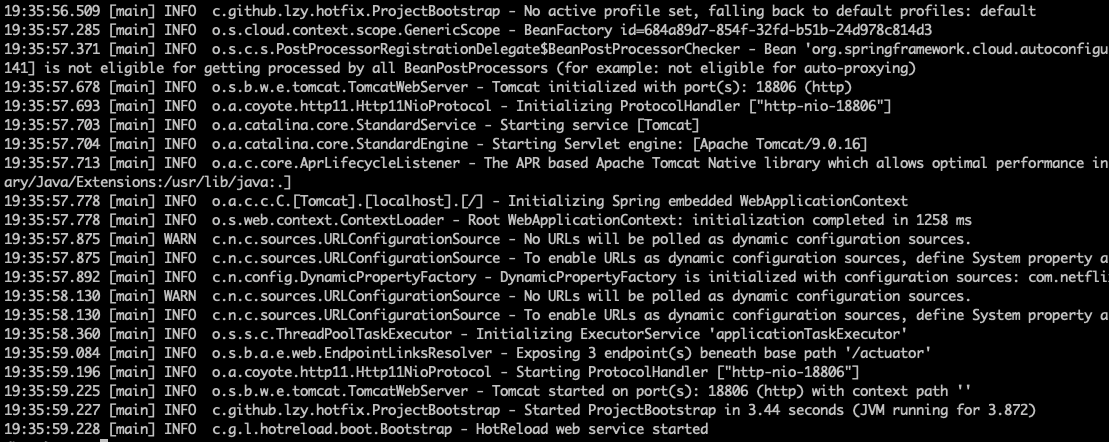 19:35:56.509 [main] INFO  c.github.lzy.hotfix.ProjectBootstrap - No active profile set, falling back to default profiles: default
19:35:57.285 [main] INFO  o.s.cloud.context.scope.GenericScope - BeanFactory id=684a89d7-854f-32fd-b51b-24d978c814d3
19:35:57.371 [main] INFO  o.s.c.s.PostProcessorRegistrationDelegate$BeanPostProcessorChecker - Bean 'org.springframework.cloud.autoconfigu
141] is not eligible for getting processed by all BeanPostProcessors (for example: not eligible for auto-proxying)
19:35:57.678 [main] INFO  o.s.b.w.e.tomcat.TomcatWebServer - Tomcat initialized with port(s): 18806 (http)
19:35:57.693 [main] INFO  o.a.coyote.http11.Http11NioProtocol - Initializing ProtocolHandler ["http-nio-18806"]
19:35:57.703 [main] INFO  o.a.catalina.core.StandardService - Starting service [Tomcat]
19:35:57.704 [main] INFO  o.a.catalina.core.StandardEngine - Starting Servlet engine: [Apache Tomcat/9.0.16]
19:35:57.713 [main] INFO  o.a.c.core.AprLifecycleListener - The APR based Apache Tomcat Native library which allows optimal performance in
ary/Java/Extensions:/usr/lib/java:.]
19:35:57.778 [main] INFO  o.a.c.c.C.[Tomcat].[localhost].[/] - Initializing Spring embedded WebApplicationContext
19:35:57.778 [main] INFO  o.s.web.context.ContextLoader - Root WebApplicationContext: initialization completed in 1258 ms
19:35:57.875 [main] WARN  c.n.c.sources.URLConfigurationSource - No URLs will be polled as dynamic configuration sources.
19:35:57.875 [main] INFO  c.n.c.sources.URLConfigurationSource - To enable URLs as dynamic configuration sources, define System property a
19:35:57.892 [main] INFO  c.n.config.DynamicPropertyFactory - DynamicPropertyFactory is initialized with configuration sources: com.netfli
19:35:58.130 [main] WARN  c.n.c.sources.URLConfigurationSource - No URLs will be polled as dynamic configuration sources.
19:35:58.130 [main] INFO  c.n.c.sources.URLConfigurationSource - To enable URLs as dynamic configuration sources, define System property a
19:35:58.360 [main] INFO  o.s.s.c.ThreadPoolTaskExecutor - Initializing ExecutorService 'applicationTaskExecutor'
19:35:59.084 [main] INFO  o.s.b.a.e.web.EndpointLinksResolver - Exposing 3 endpoint(s) beneath base path '/actuator'
19:35:59.196 [main] INFO  o.a.coyote.http11.Http11NioProtocol - Starting ProtocolHandler ["http-nio-18806"]
19:35:59.225 [main] INFO  o.s.b.w.e.tomcat.TomcatWebServer - Tomcat started on port(s): 18806 (http) with context path ''
19:35:59.227 [main] INFO  c.github.lzy.hotfix.ProjectBootstrap - Started ProjectBootstrap in 3.44 seconds (JVM running for 3.872)
19:35:59.228 [main] INFO  c.g.l.hotreload.boot.Bootstrap - HotReload web service started